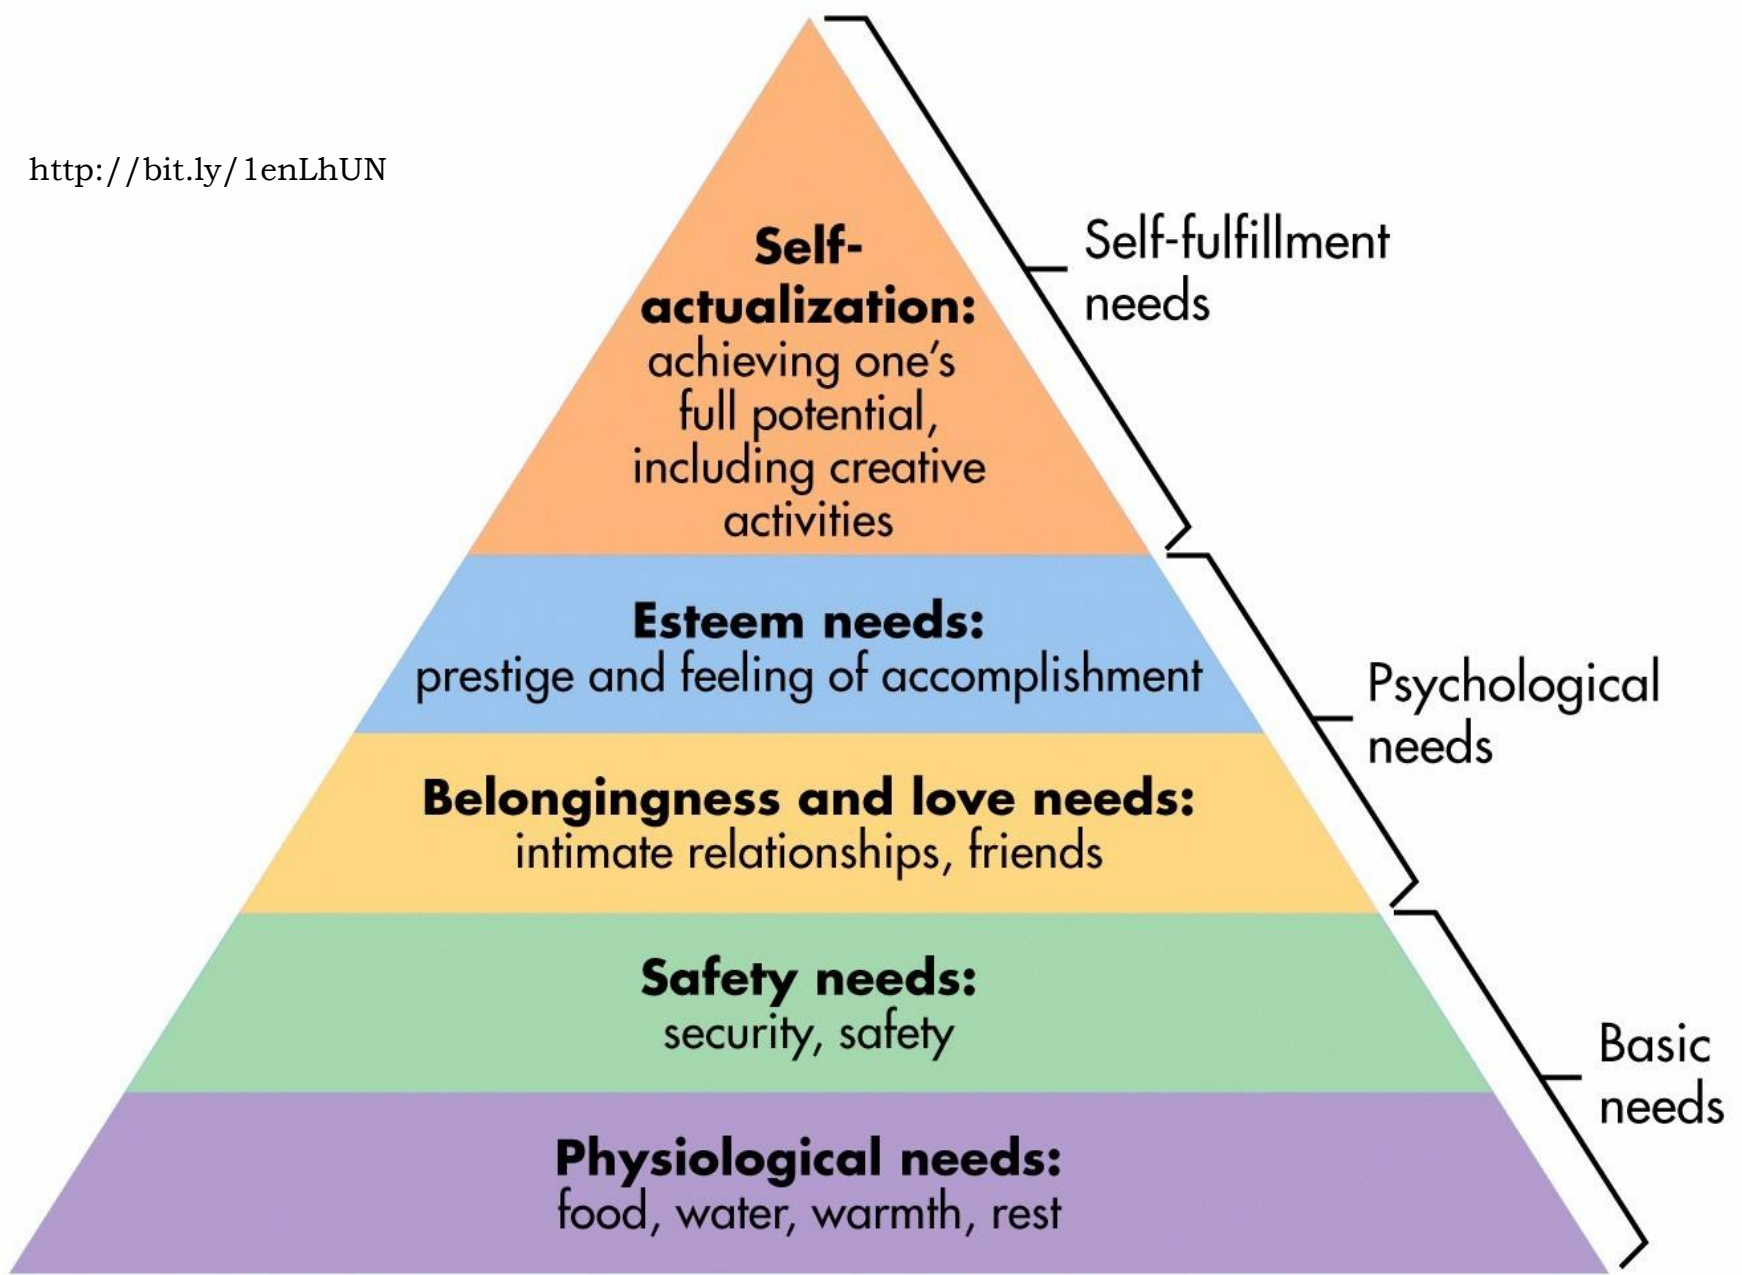 http://bit.ly/1enLhUN
Self-
actualization:
achieving one’s
full potential,
including creative
activities
Self-fulfillment
needs
Esteem needs:
prestige and feeling of accomplishment
Psychological
needs
Belongingness and love needs:
intimate relationships, friends
Safety needs:
security, safety
Basic
needs
Physiological needs:
food, water, warmth, rest